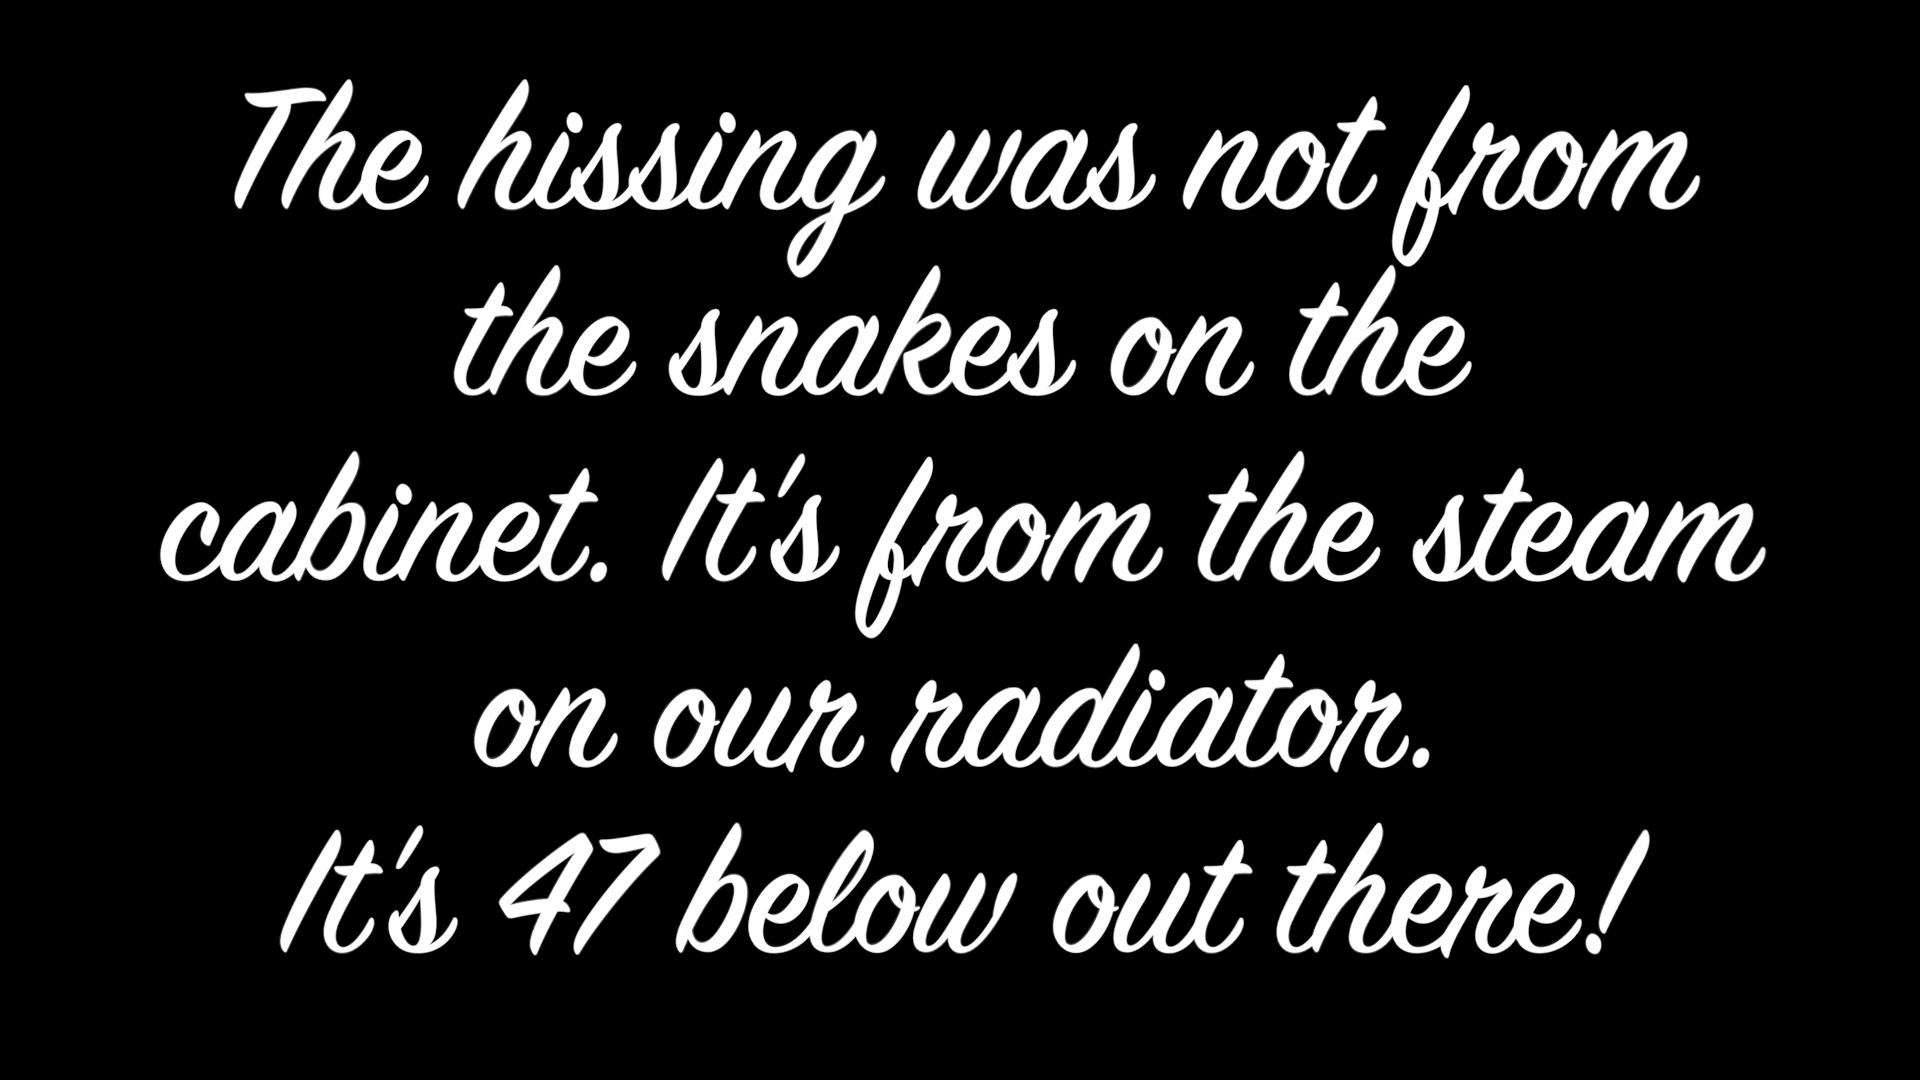 The hissing was not from
the snakes on the
cabinet. It's from the steam
on our radiator.
It's 47 below out there!